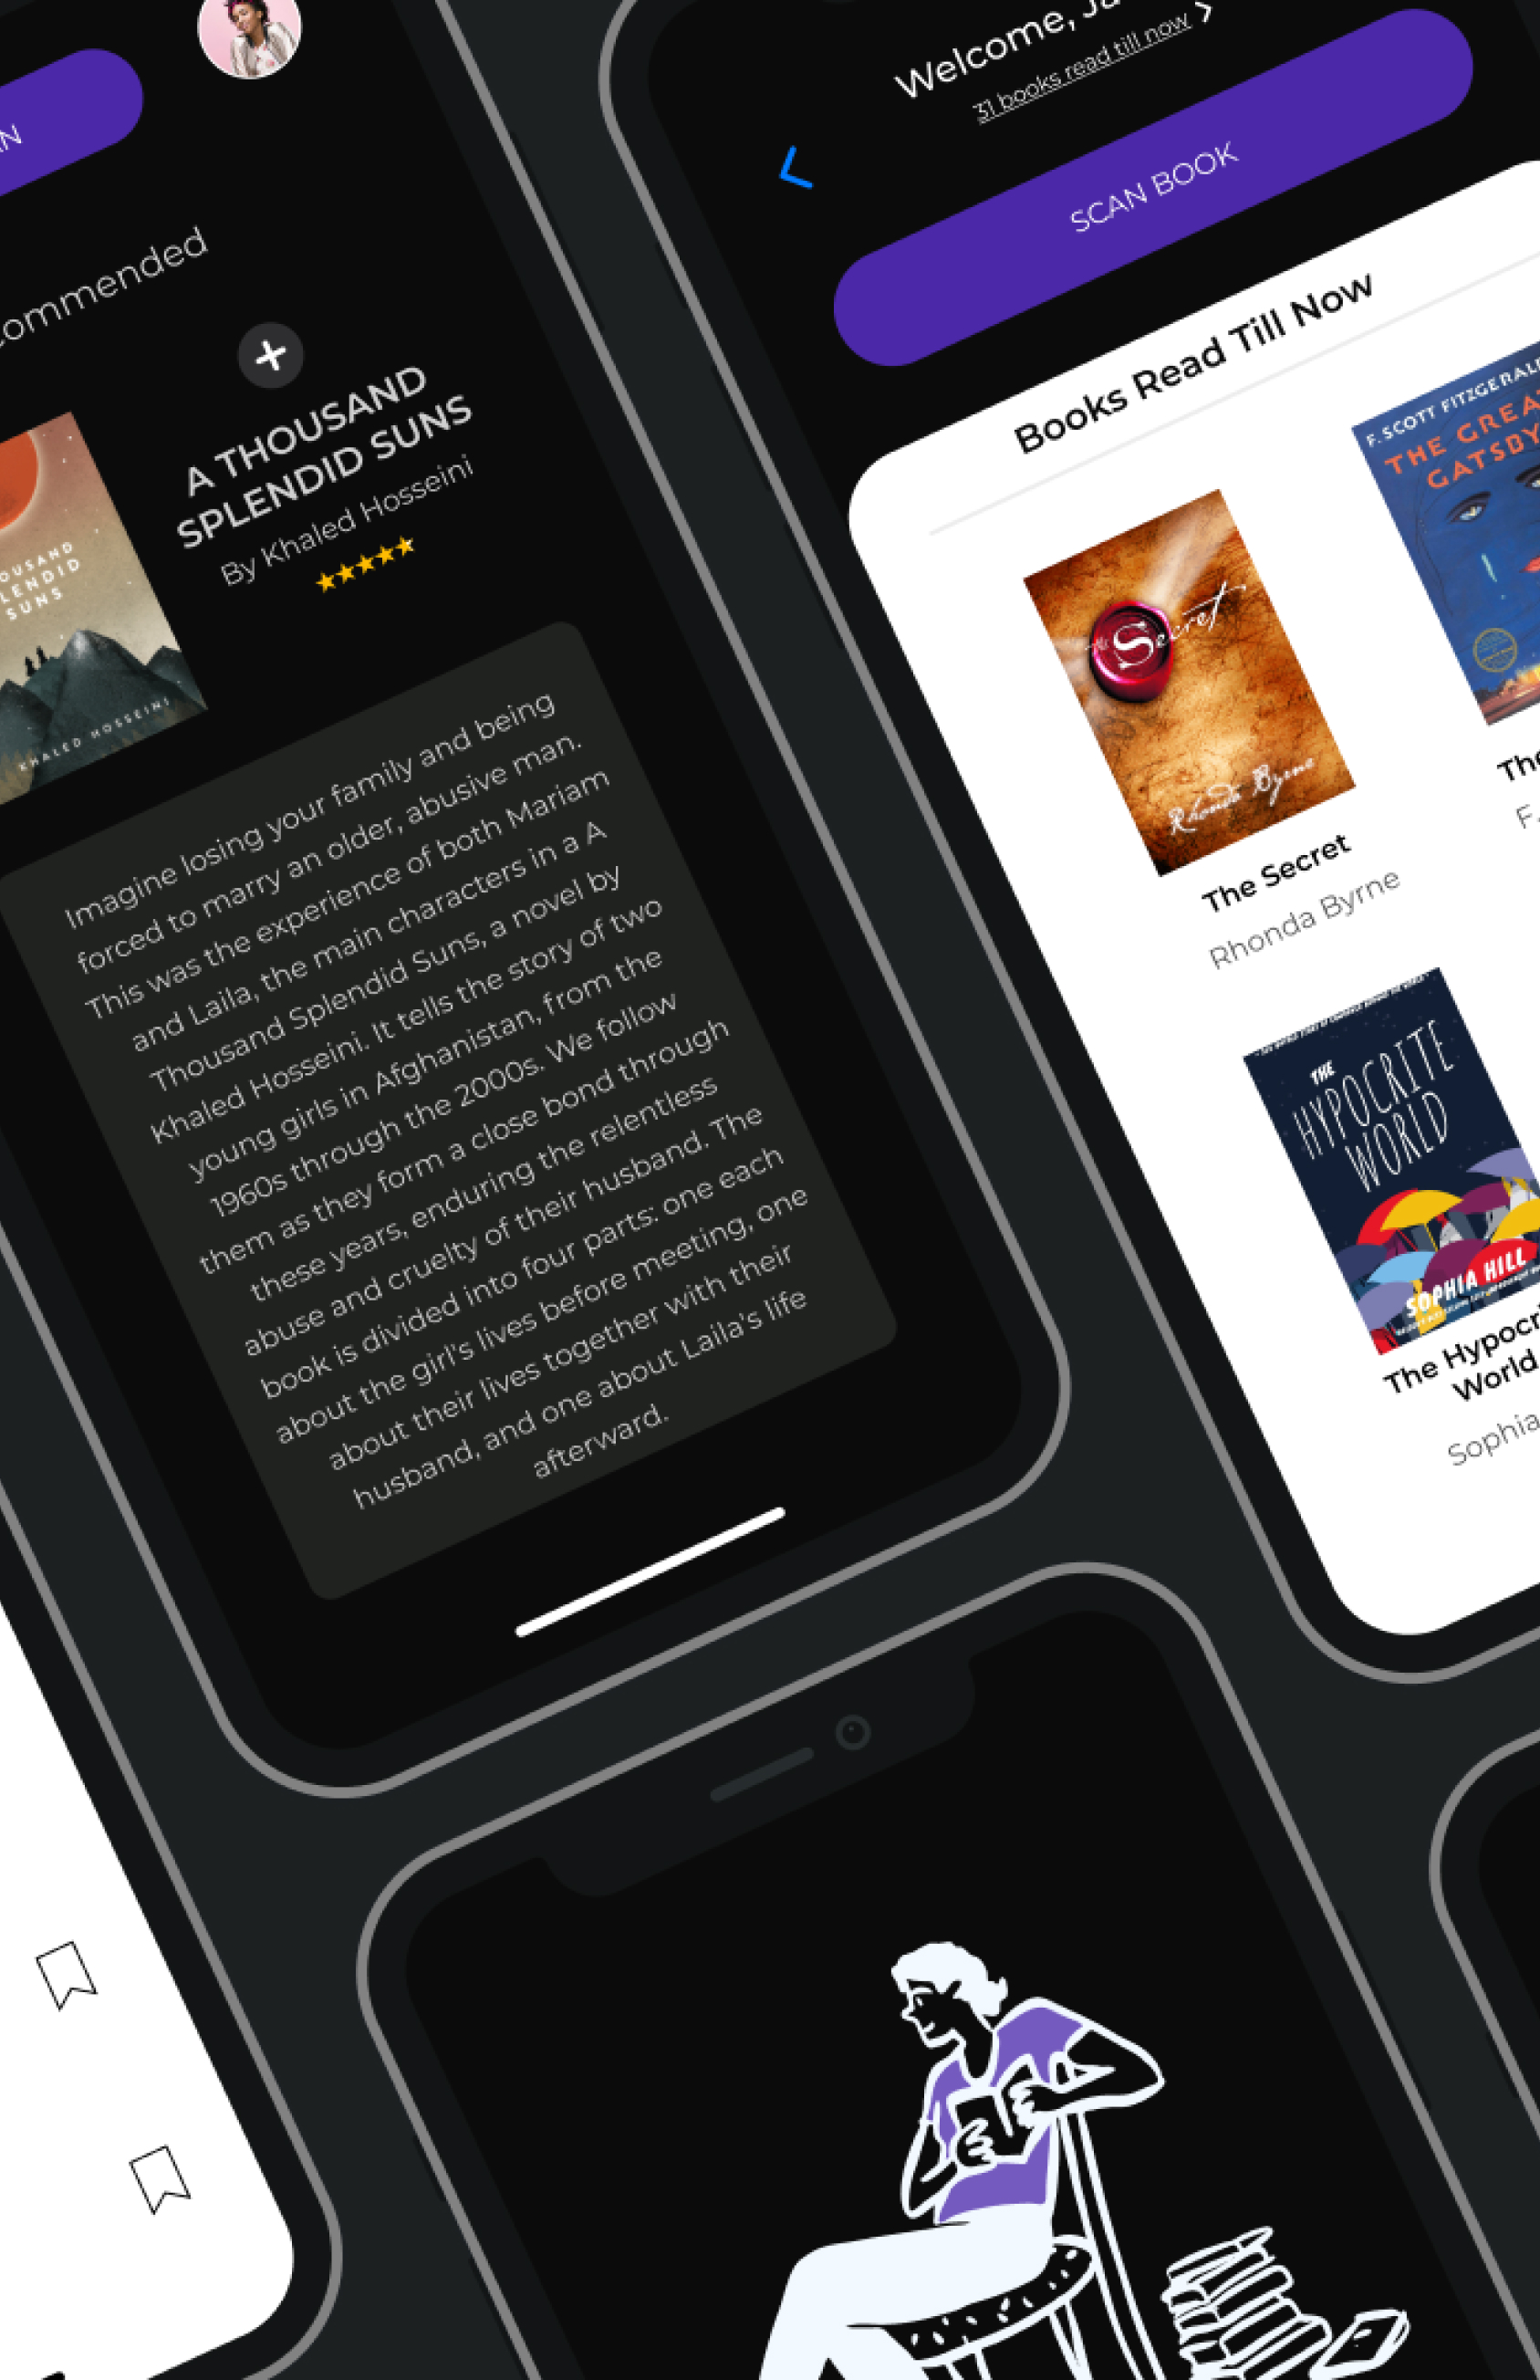 commended
A THOUSAND
SPLENDID SUNS
By Khaled Hosseini
OUSAND
LENDID
SUNS
KHALED HOSSEINI
Imagine losing your family and being
forced to marry an older, abusive man.
This was the experience of both Mariam
and Laila, the main characters in a A
Thousand Splendid Suns, a novel by
Khaled Hosseini. It tells the story of two
young girls in Afghanistan, from the
1960s through the 2000s. We follow
them as they form a close bond through
these years, enduring the relentless
abuse and cruelty of their husband. The
book is divided into four parts: one each
about the girl's lives before meeting, one
about their lives together with their
husband, and one about Laila's life
afterward.
Welcome, Ja
31 books read till now
SCAN BOOK
Books Read Till Now
The Secret
Rhonda Byrne
The Secret
Rhonda Byrne
F. SCOTT FITZGERALD
THE GREA
GATSBY
The
F.
THE
HYPOCRITE
WORLD
SOPHIA HILL
The Hypocri
World
Sophia